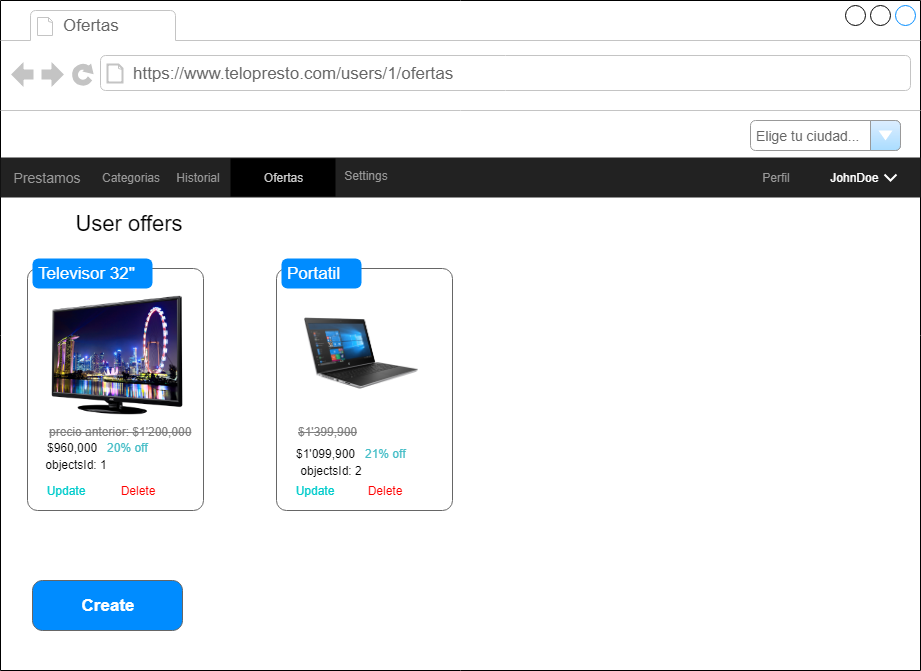 Ofertas
https://www.telopresto.com/users/1/ofertas
Elige tu ciudad...
Prestamos Categorias Historial Ofertas Settings Perfil JohnDoe
User offers
Televisor 32"
precio anterior: $1'200,000
$960,000 20% off
objectsId: 1
Update Delete
Portatil
$1'399,900
$1'099,900 21% off
objectsId: 2
Update Delete
Create